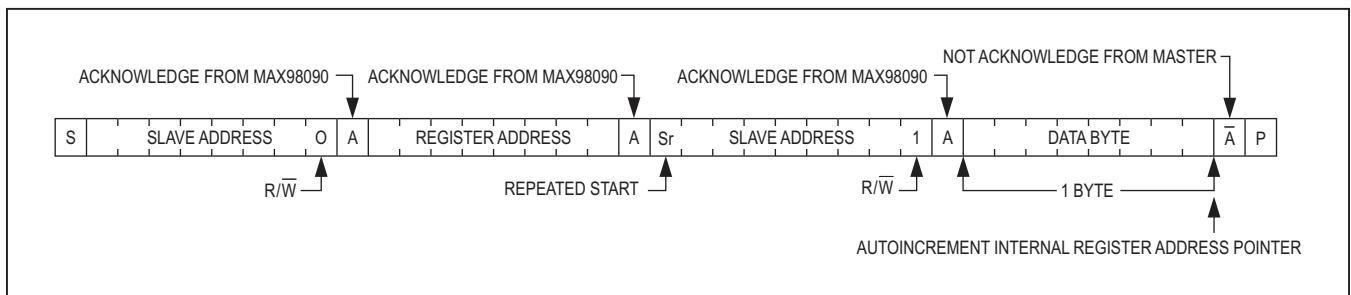 NOT ACKNOWLEDGE FROM MASTER
ACKNOWLEDGE FROM MAX98090 ACKNOWLEDGE FROM MAX98090 ACKNOWLEDGE FROM MAX98090
S SLAVE ADDRESS O A REGISTER ADDRESS A Sr SLAVE ADDRESS 1 A DATA BYTE A̅ P
R/W̅ REPEATED START R/W̅ 1 BYTE
AUTOINCREMENT INTERNAL REGISTER ADDRESS POINTER